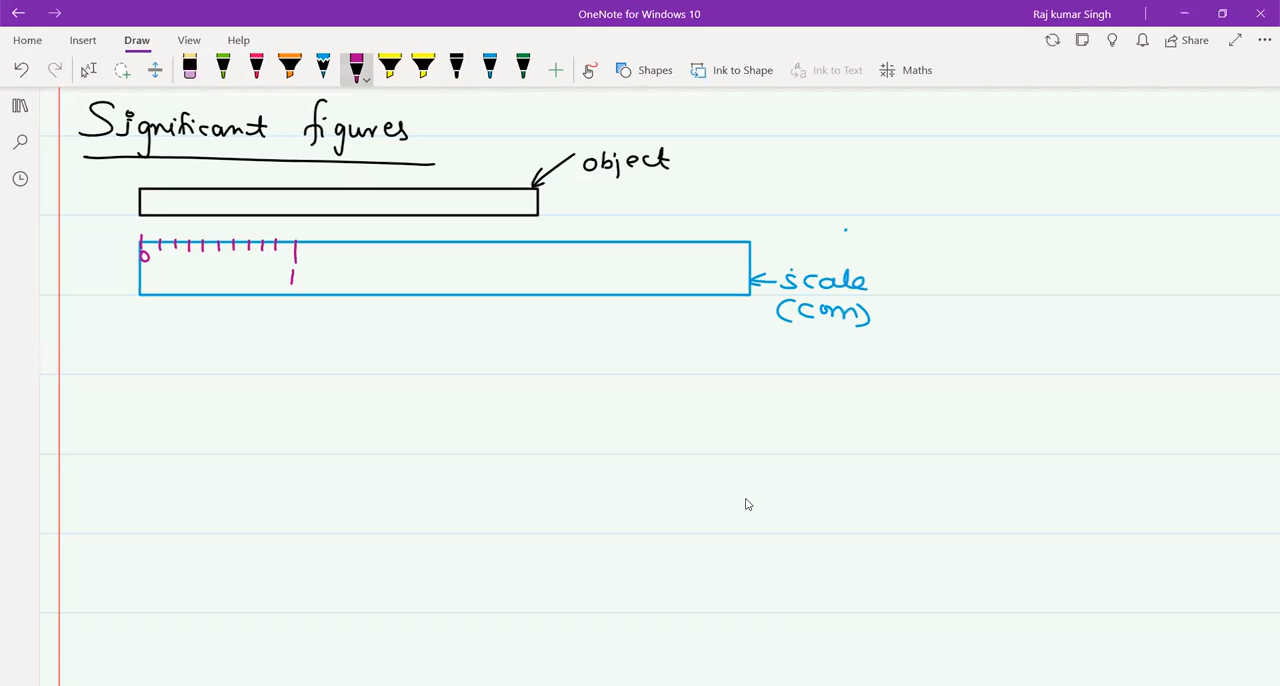 OneNote for Windows 10
Raj kumar Singh
Home Insert Draw View Help
Share
Shapes Ink to Shape Ink to Text Maths
Significant figures
object
0
1
scale
(cm)